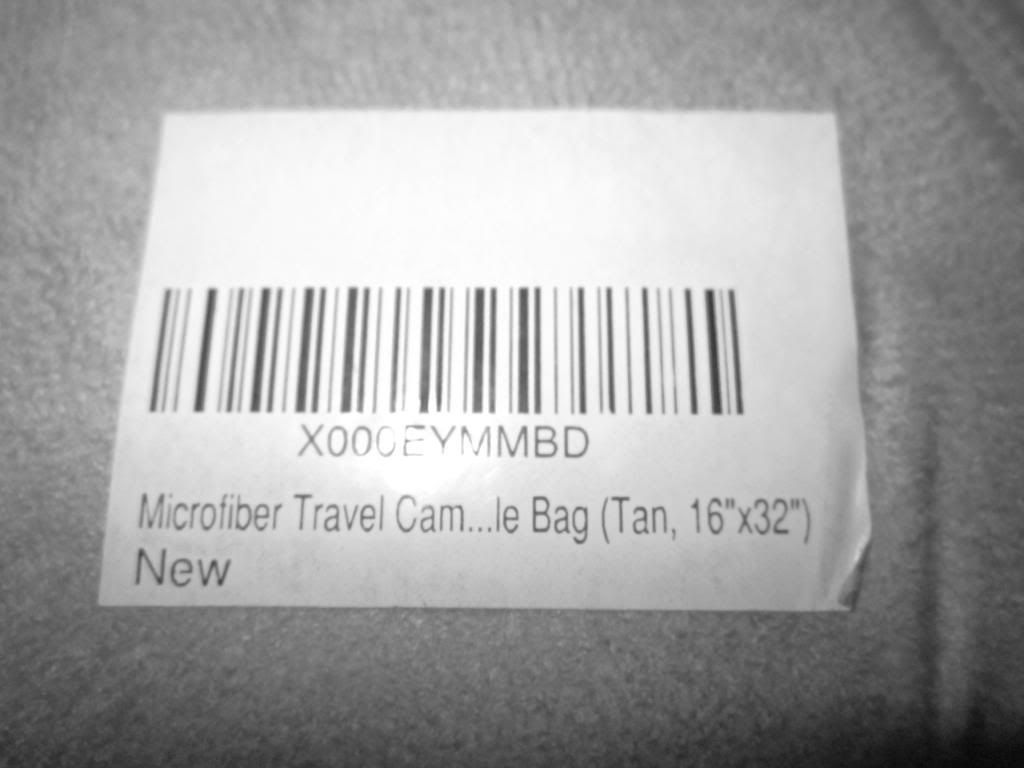 X000EYMMBD
Microfiber Travel Cam...le Bag (Tan, 16"x32")
New